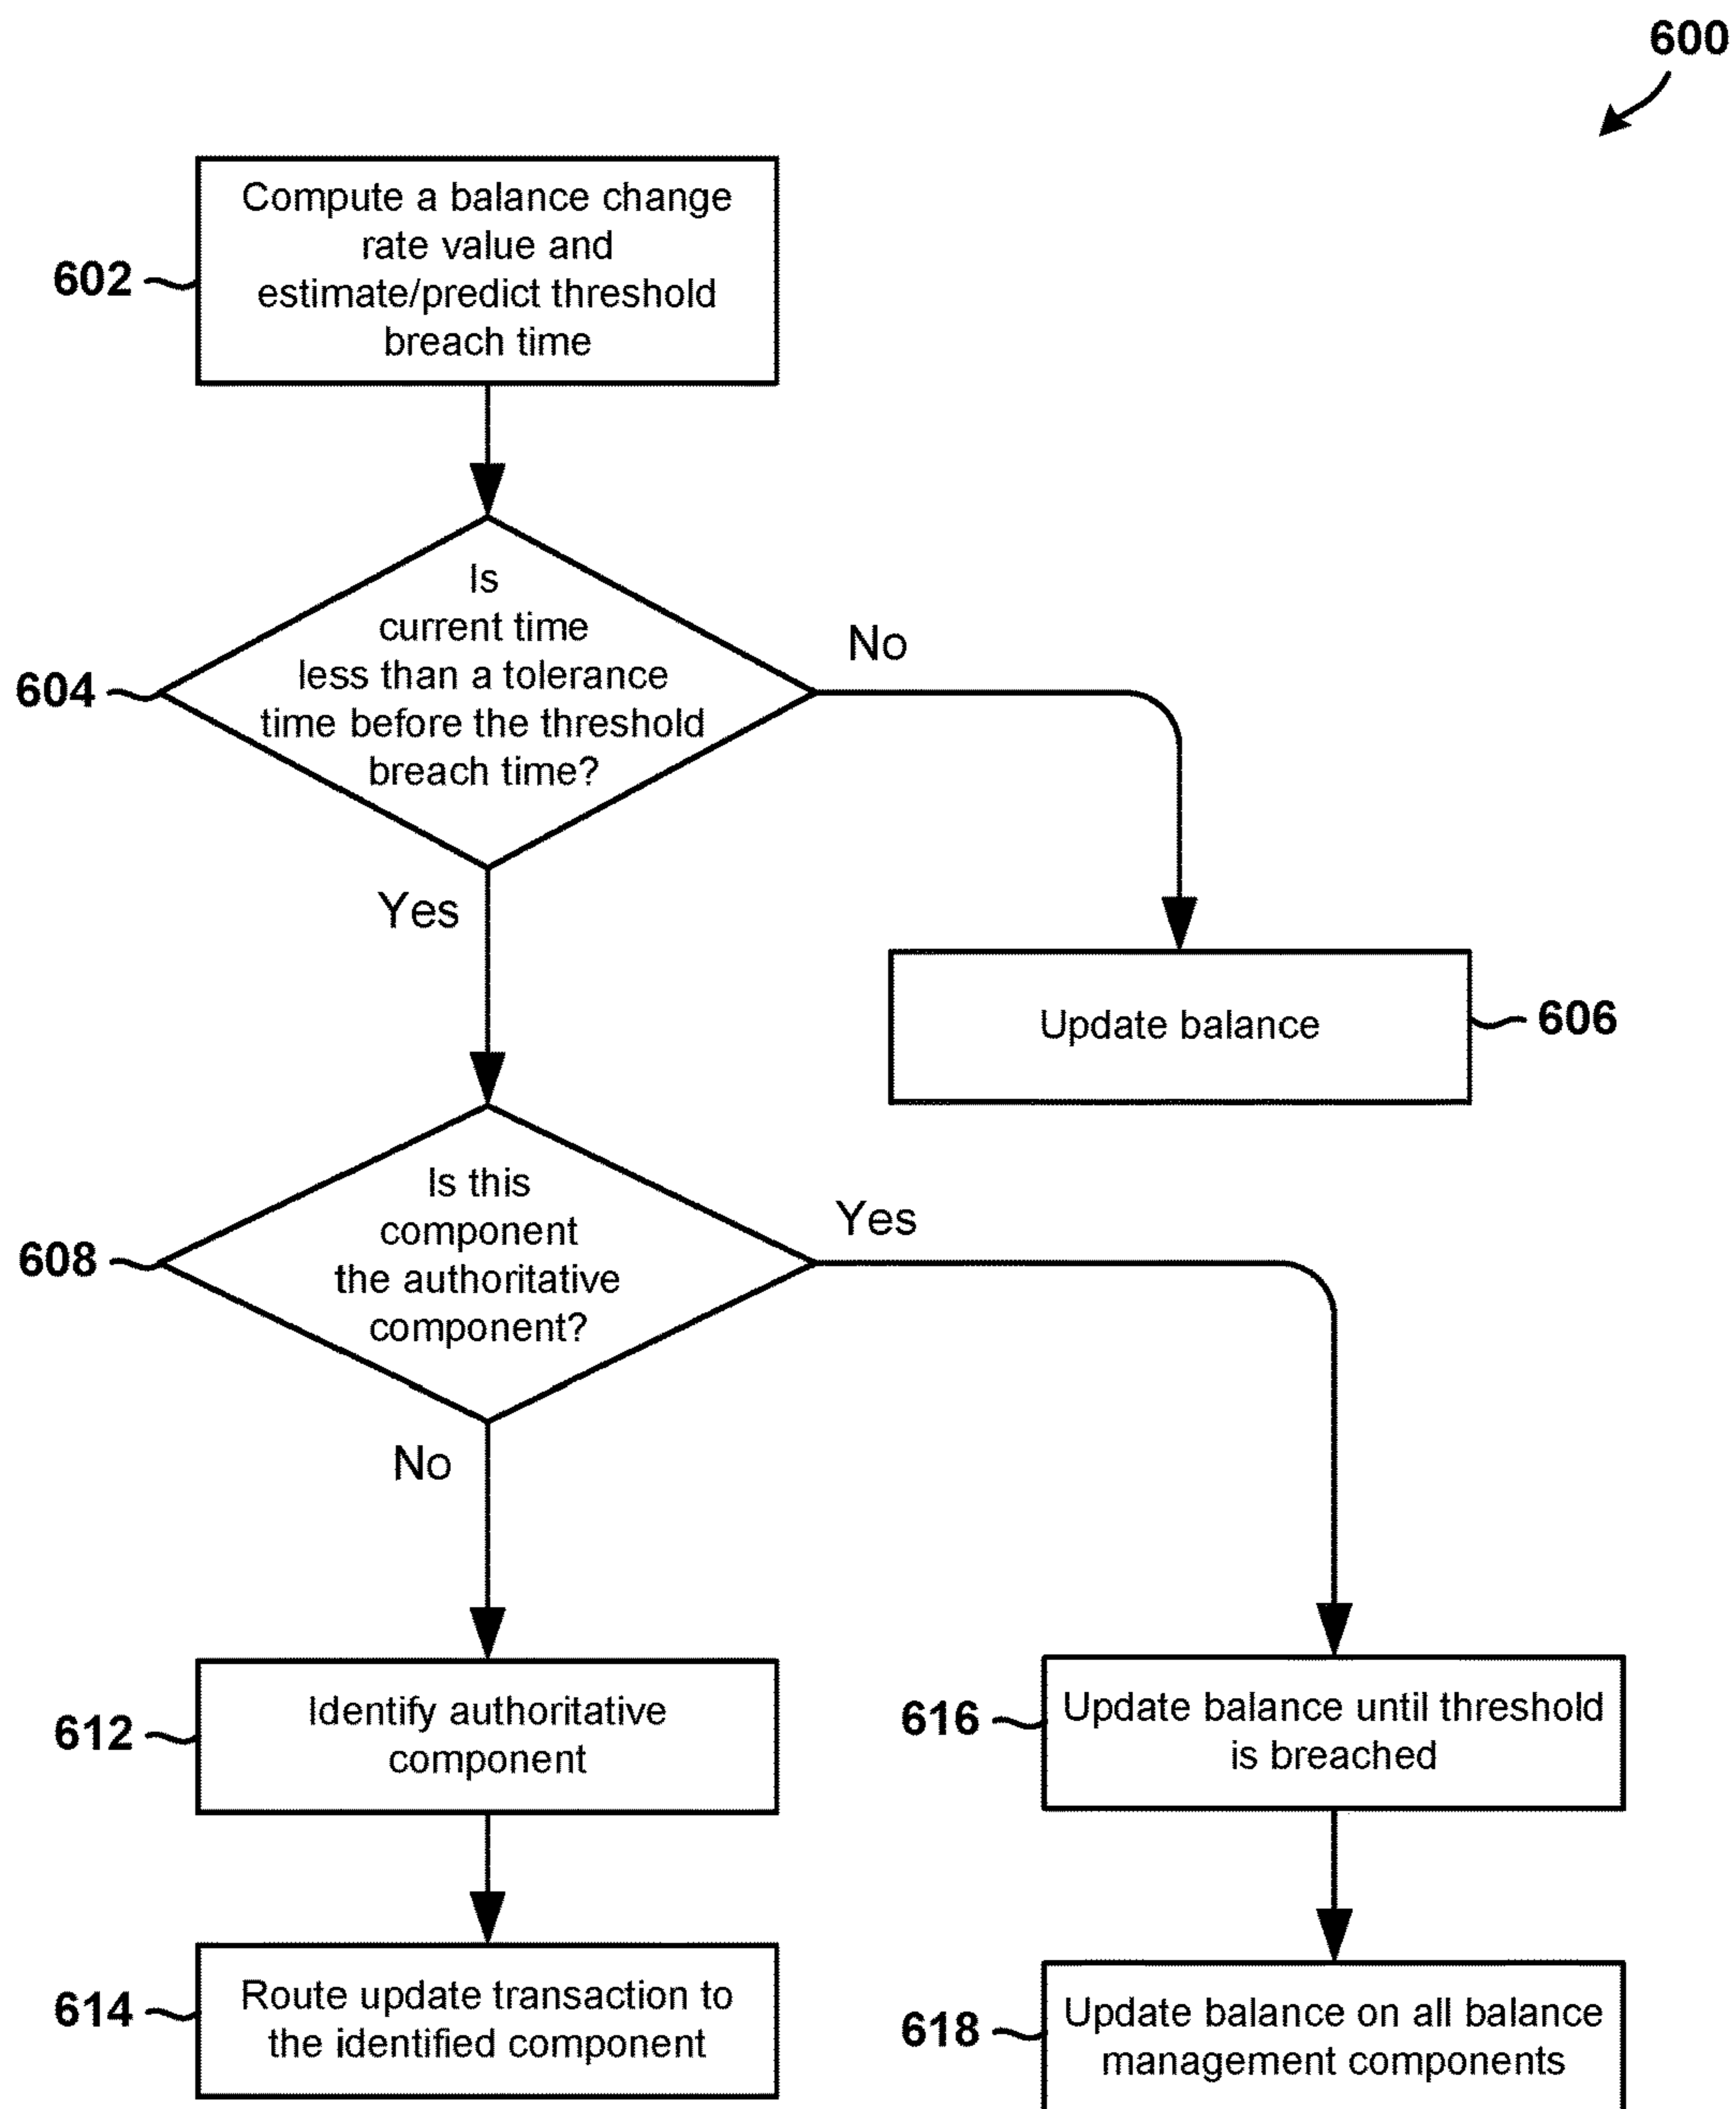 600
Compute a balance change
rate value and
estimate/predict threshold
breach time
602
Is
current time
less than a tolerance
time before the threshold
breach time?
604
No
Yes
Update balance
606
Is this
component
the authoritative
component?
608
Yes
No
Identify authoritative
component
612
616
Update balance until threshold
is breached
Route update transaction to
the identified component
614
618
Update balance on all balance
management components